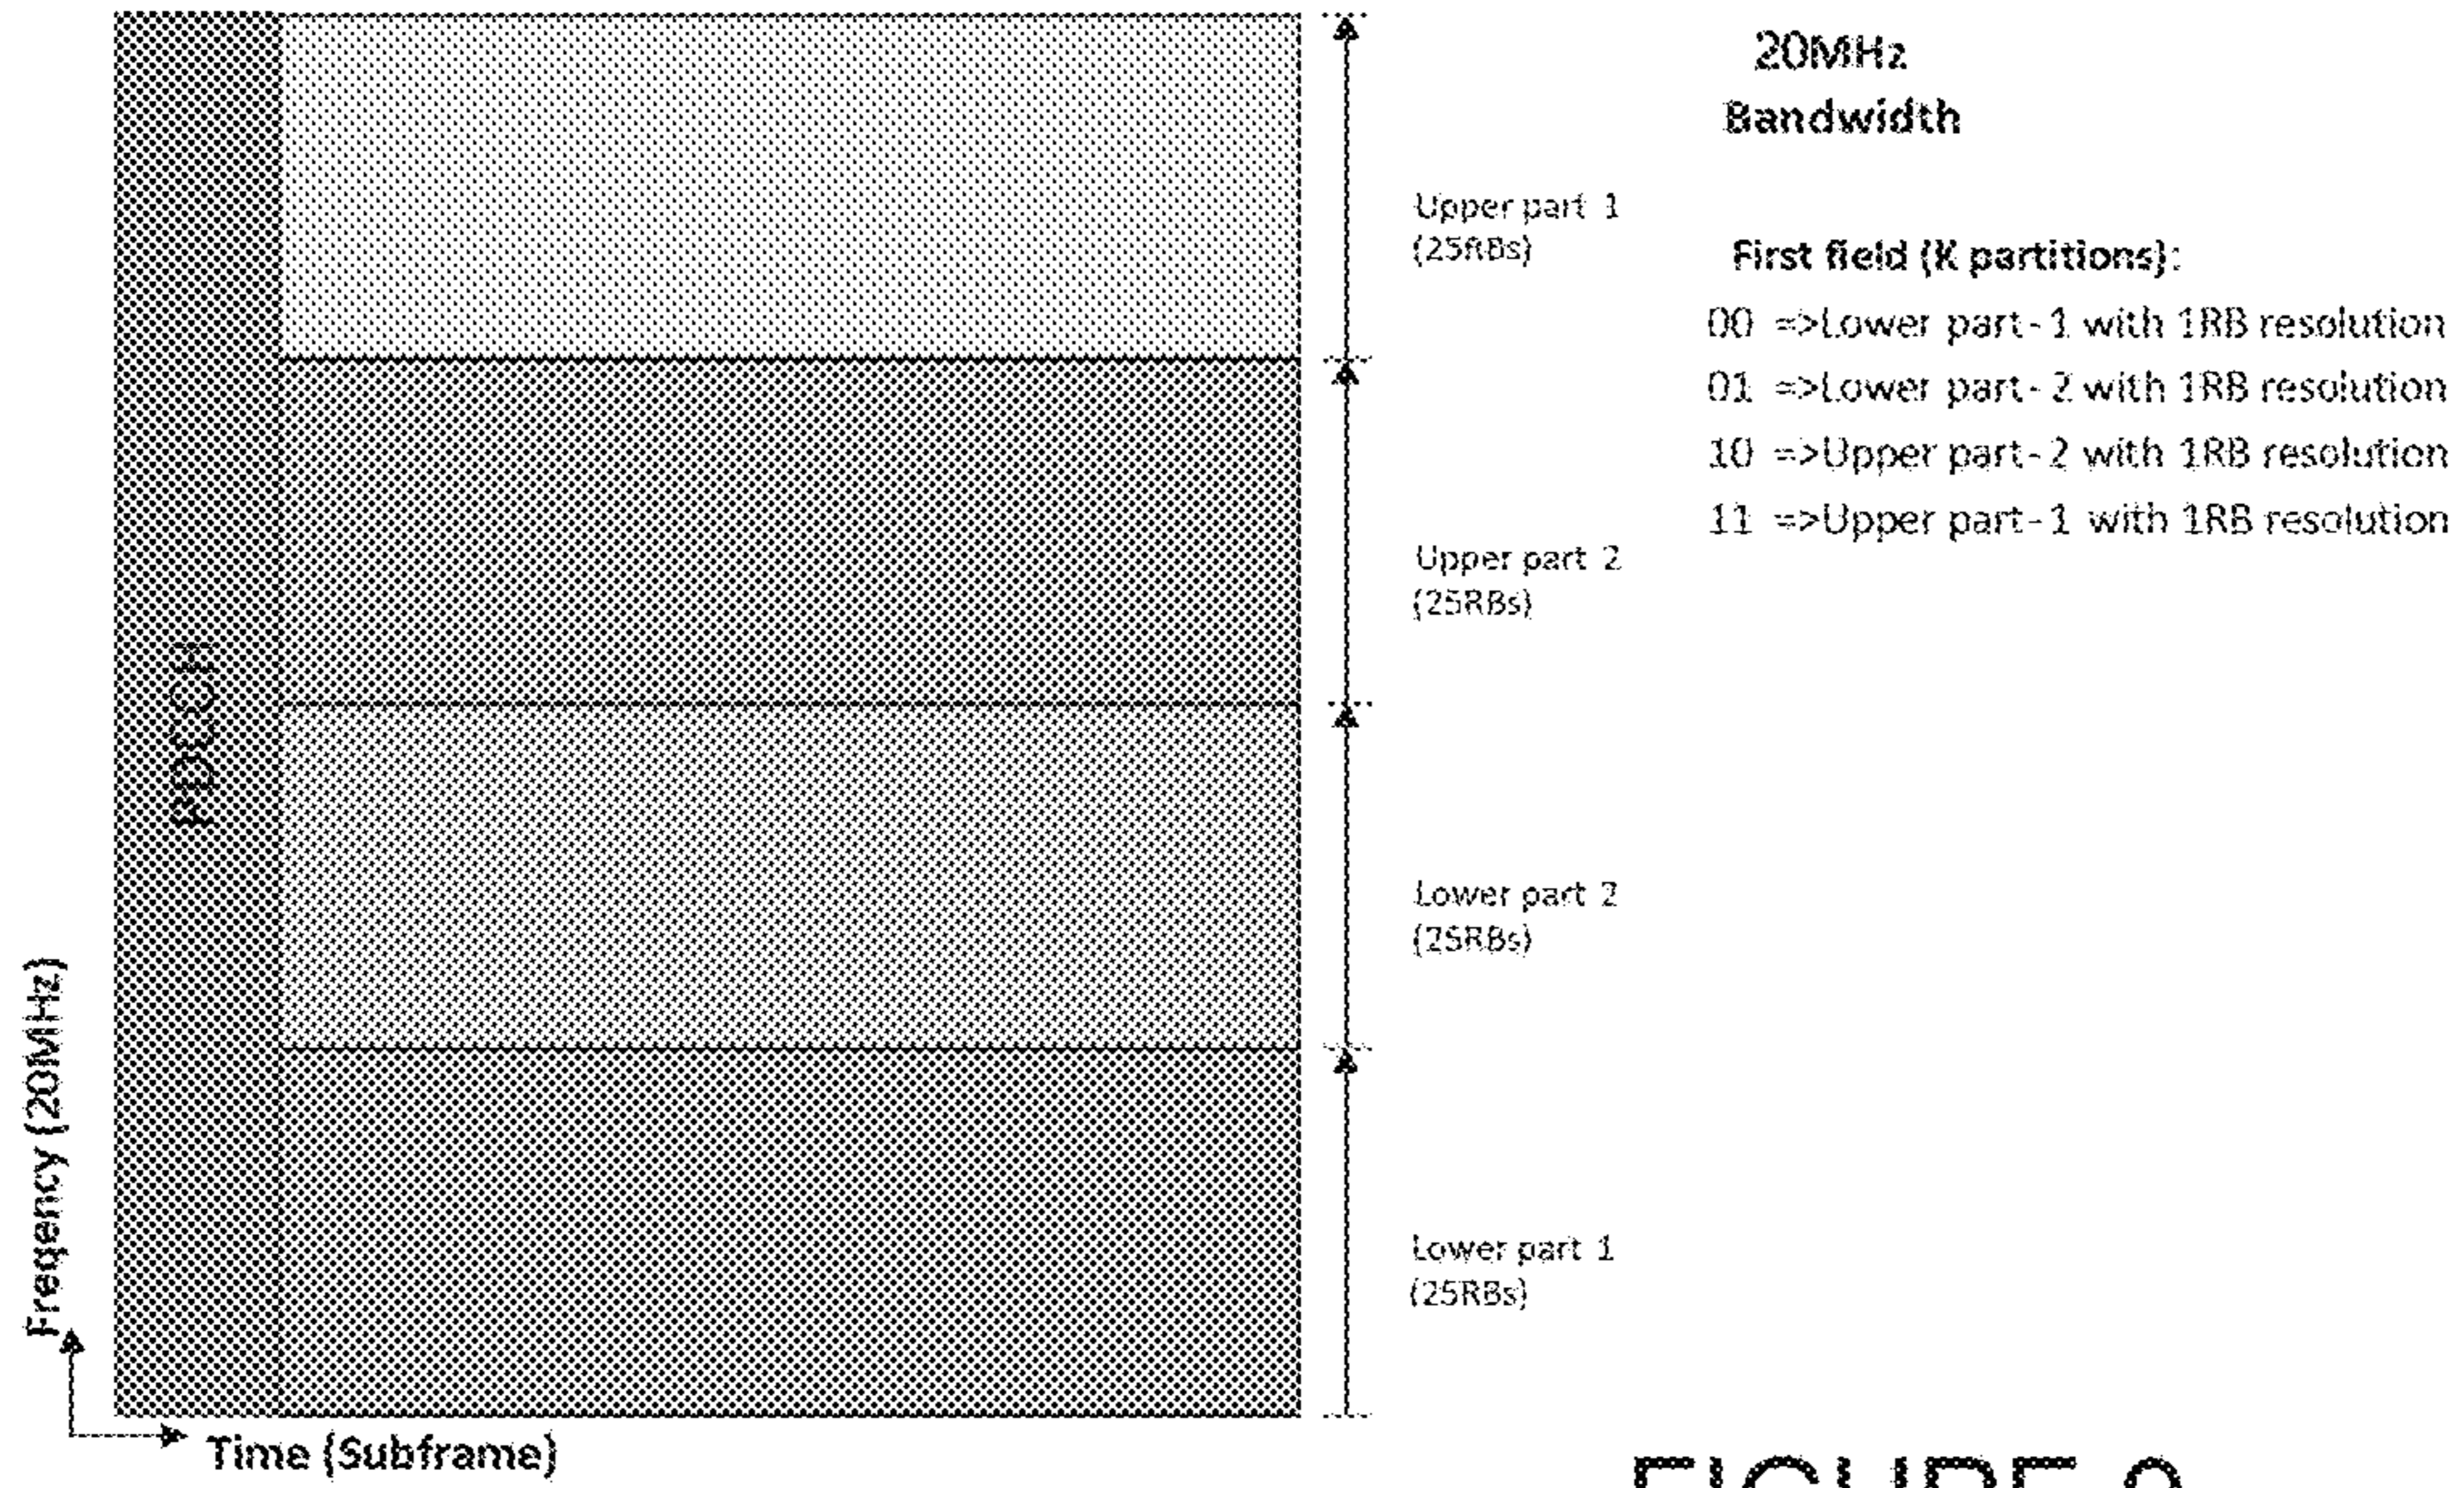 20MHz
Bandwidth
Upper part 1
(25RBs)
First field (K partitions):
00 =>Lower part-1 with 1RB resolution
01 =>Lower part-2 with 1RB resolution
10 =>Upper part-2 with 1RB resolution
11 =>Upper part-1 with 1RB resolution
Upper part 2
(25RBs)
PDCCH
Lower part 2
(25RBs)
Freqency (20MHz)
Lower part 1
(25RBs)
Time (Subframe)
FIGURE